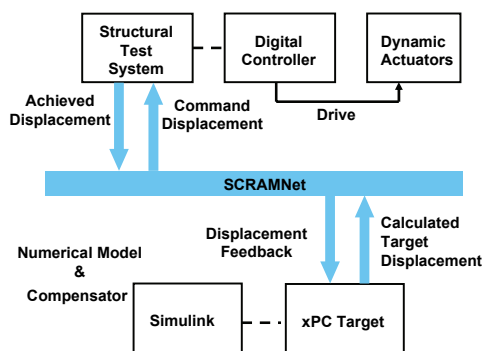 Structural
Test
System
Digital
Controller
Dynamic
Actuators
Achieved
Displacement
Command
Displacement
Drive
SCRAMNet
Displacement
Feedback
Calculated
Target
Displacement
Numerical Model
&
Compensator
Simulink
xPC Target